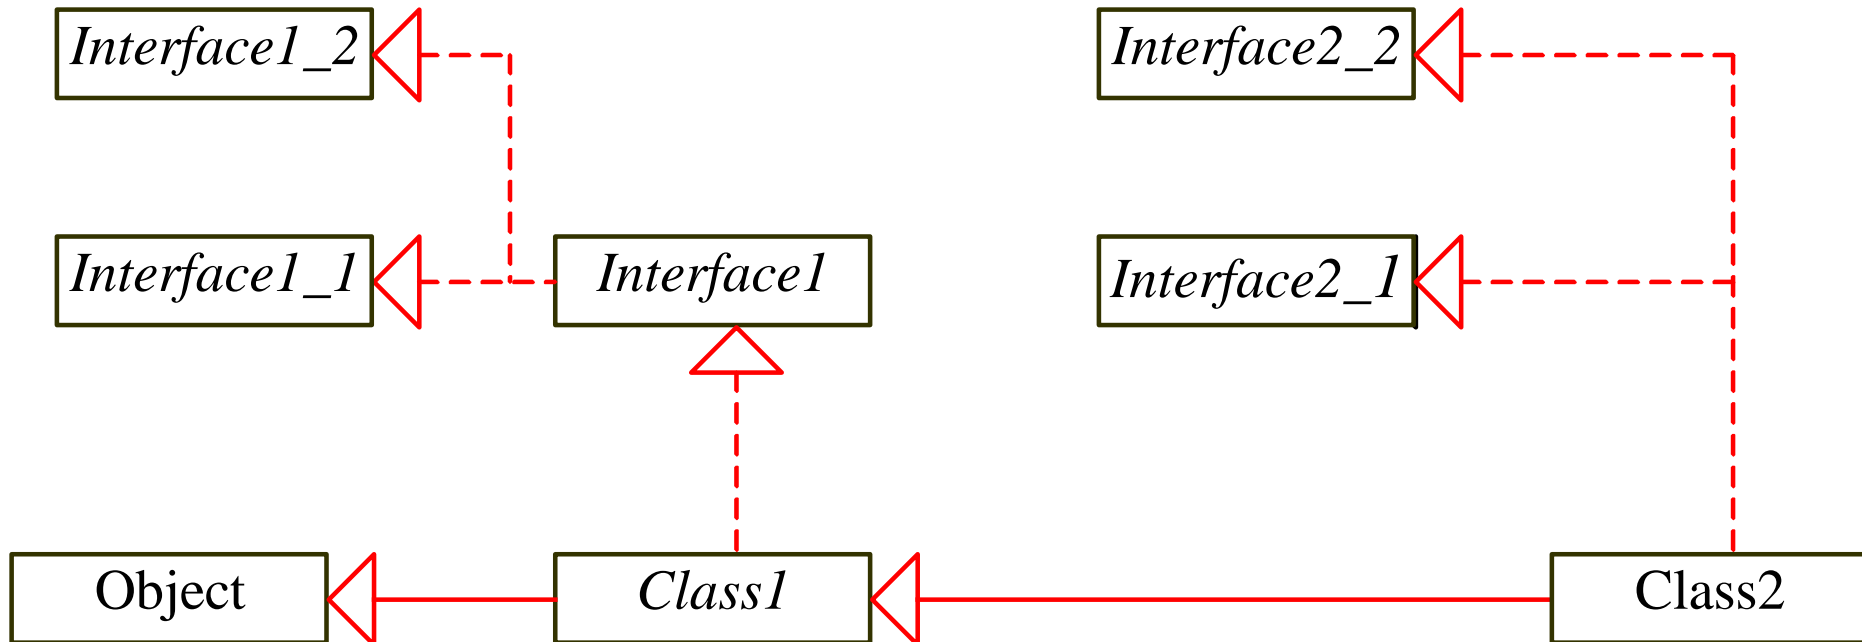 Interface1_2
Interface2_2
Interface1_1
Interface1
Interface2_1
Object
Class1
Class2